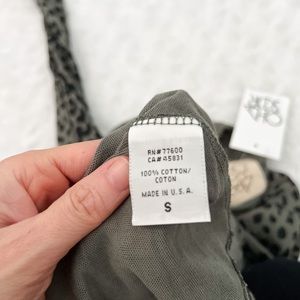 RN#77600
CA#45831
100% COTTON/
COTON
MADE IN U.S.A.
S